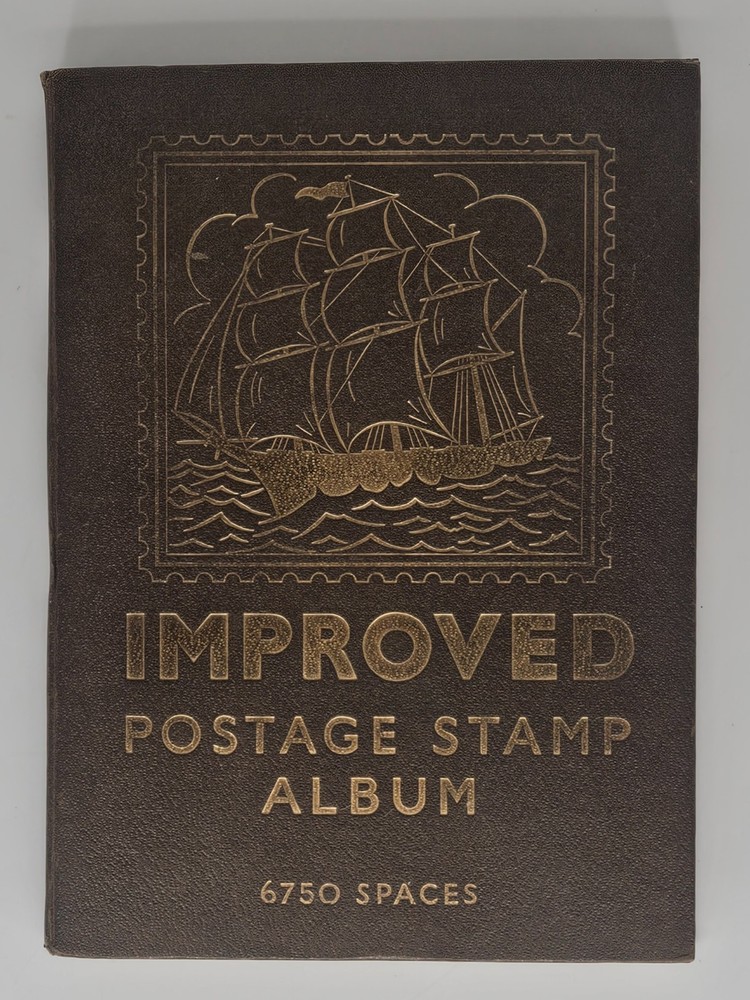 IMPROVED
POSTAGE STAMP
ALBUM
6750 SPACES